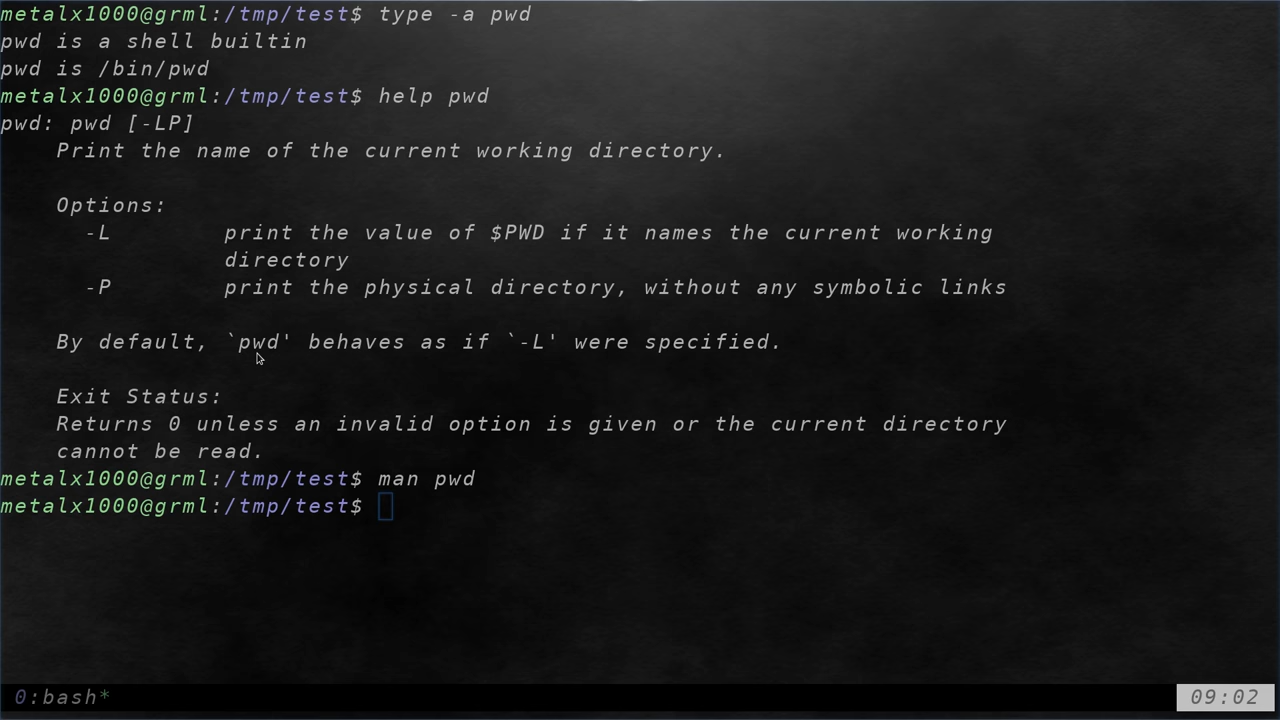 metalx1000@grml:/tmp/test$ type -a pwd
pwd is a shell builtin
pwd is /bin/pwd
metalx1000@grml:/tmp/test$ help pwd
pwd: pwd [-LP]
    Print the name of the current working directory.

    Options:
      -L        print the value of $PWD if it names the current working
                directory
      -P        print the physical directory, without any symbolic links

    By default, `pwd' behaves as if `-L' were specified.

    Exit Status:
    Returns 0 unless an invalid option is given or the current directory
    cannot be read.
metalx1000@grml:/tmp/test$ man pwd
metalx1000@grml:/tmp/test$
0:bash*
09:02